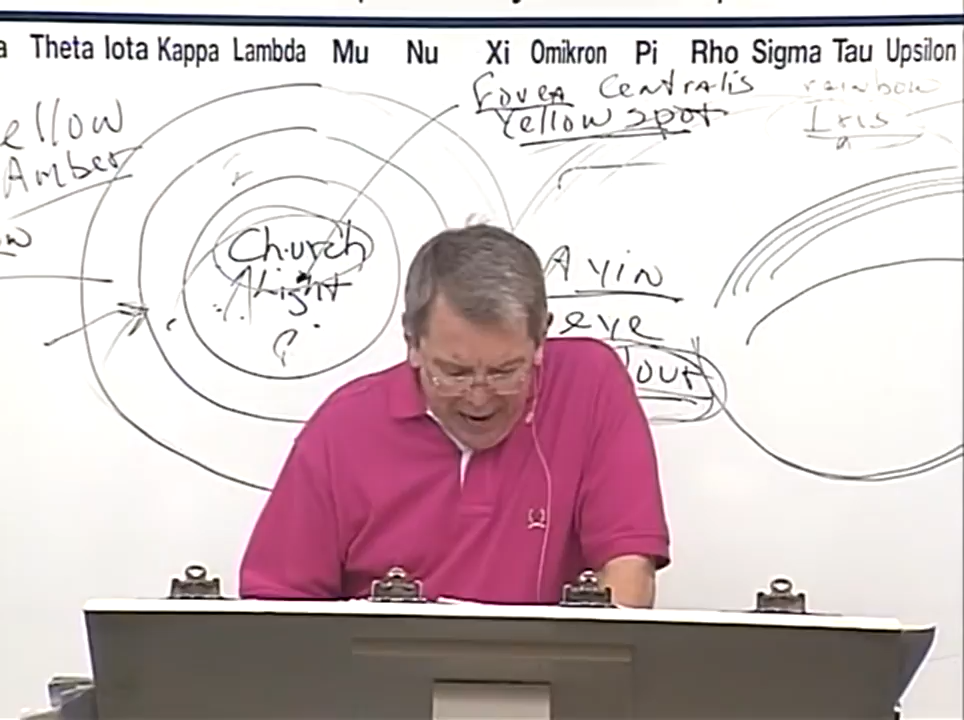 Theta Iota Kappa Lambda Mu Nu Xi Omikron Pi Rho Sigma Tau Upsilon
Fovea Centralis
Yellow spot
rainbow
Iris
ellow
Amber
Church
Alight
Ayin
eye